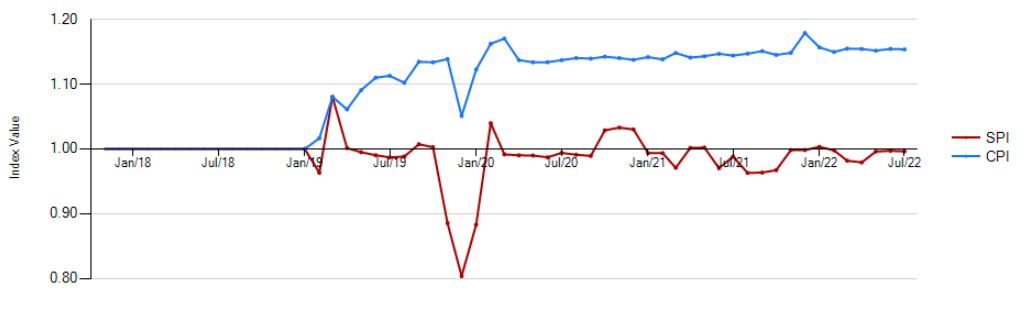 1.20
1.10
1.00
0.90
0.80
Index Value
Jan/18 Jul/18 Jan/19 Jul/19 Jan/20 Jul/20 Jan/21 Jul/21 Jan/22 Jul/22
SPI
CPI